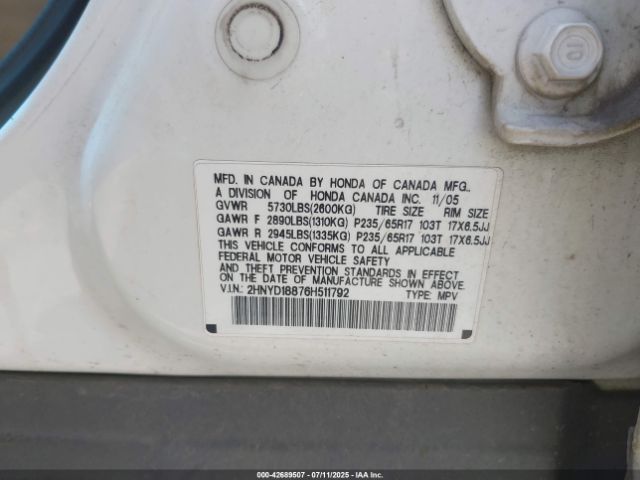 MFD. IN CANADA BY HONDA OF CANADA MFG.,
A DIVISION OF HONDA CANADA INC. 11/05
GVWR 5730LBS(2600KG) TIRE SIZE RIM SIZE
GAWR F 2890LBS(1310KG) P235/65R17 103T 17X6.5JJ
GAWR R 2945LBS(1335KG) P235/65R17 103T 17X6.5JJ
THIS VEHICLE CONFORMS TO ALL APPLICABLE
FEDERAL MOTOR VEHICLE SAFETY
AND THEFT PREVENTION STANDARDS IN EFFECT
ON THE DATE OF MANUFACTURE SHOWN ABOVE.
V.I.N.: 2HNYD18876H511792 TYPE: MPV
000-42689507 - 07/11/2025 - IAAI.COM